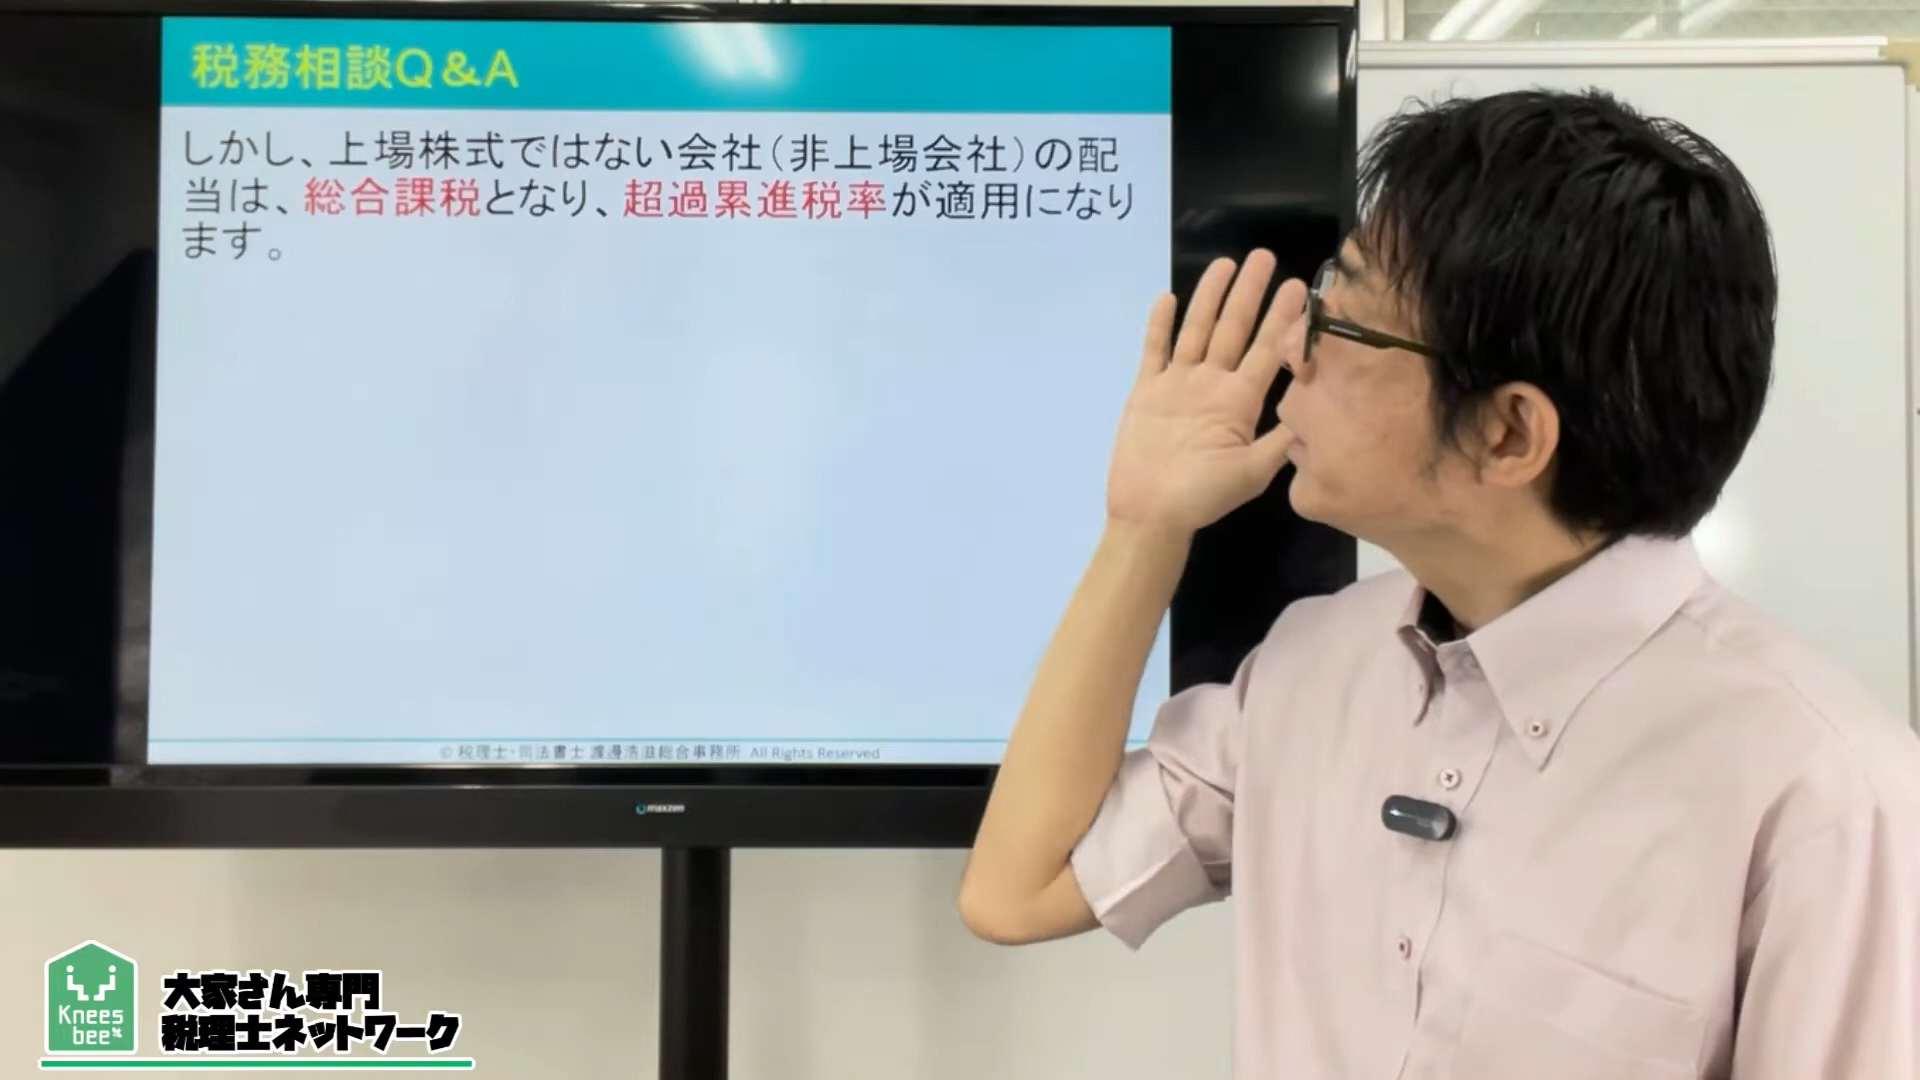 税務相談Q&A
しかし、上場株式ではない会社(非上場会社)の配
当は、総合課税となり、超過累進税率が適用になり
ます。
© 税理士・司法書士 渡邊浩滋総合事務所 All Rights Reserved
maxzen
Knees
bee
大家さん専門
税理士ネットワーク